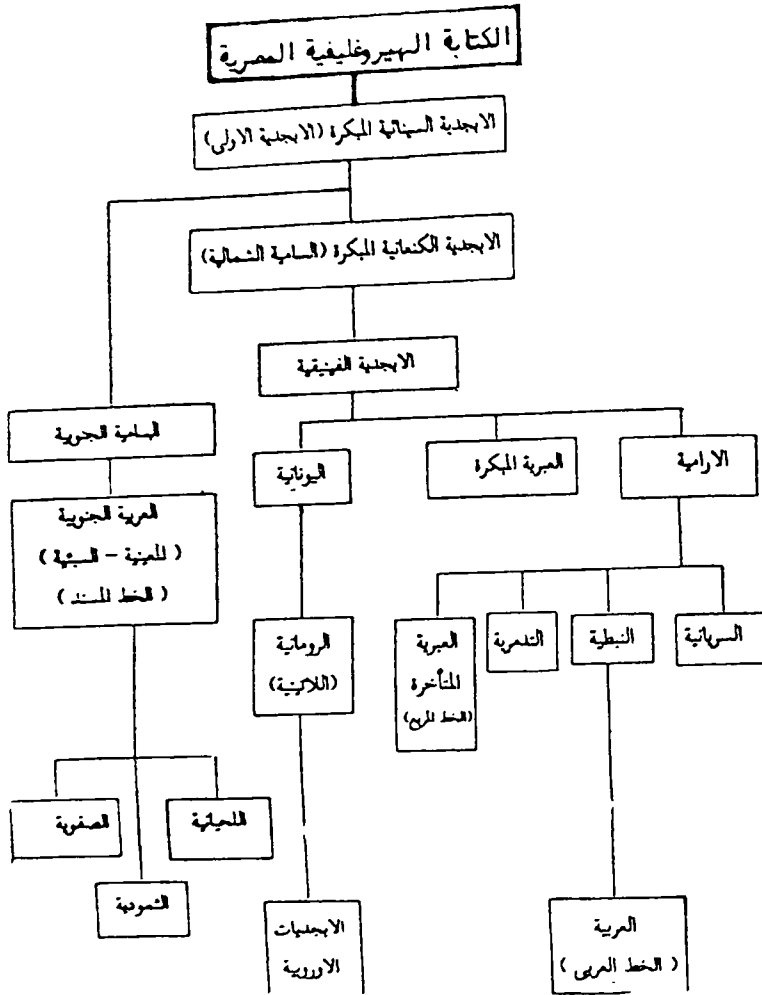 الكتابة الهيروغليفية المصرية
الابجدية السينائية المبكرة (الابجدية الاولى)
الابجدية الكنعانية المبكرة (السامية الشمالية)
الابجدية الفينيقية
السامية الجنوبية
اليونانية
العبرية المبكرة
الارامية
العربية الجنوبية
(المعينية - السبئية)
(الخط المسند)
الرومانية
(اللاتينية)
العبرية
المتأخرة
(الخط المربع)
التدمرية
النبطية
السريانية
الصفوية
اللحيانية
الثمودية
الابجديات
الاوروبية
العربية
(الخط العربى)